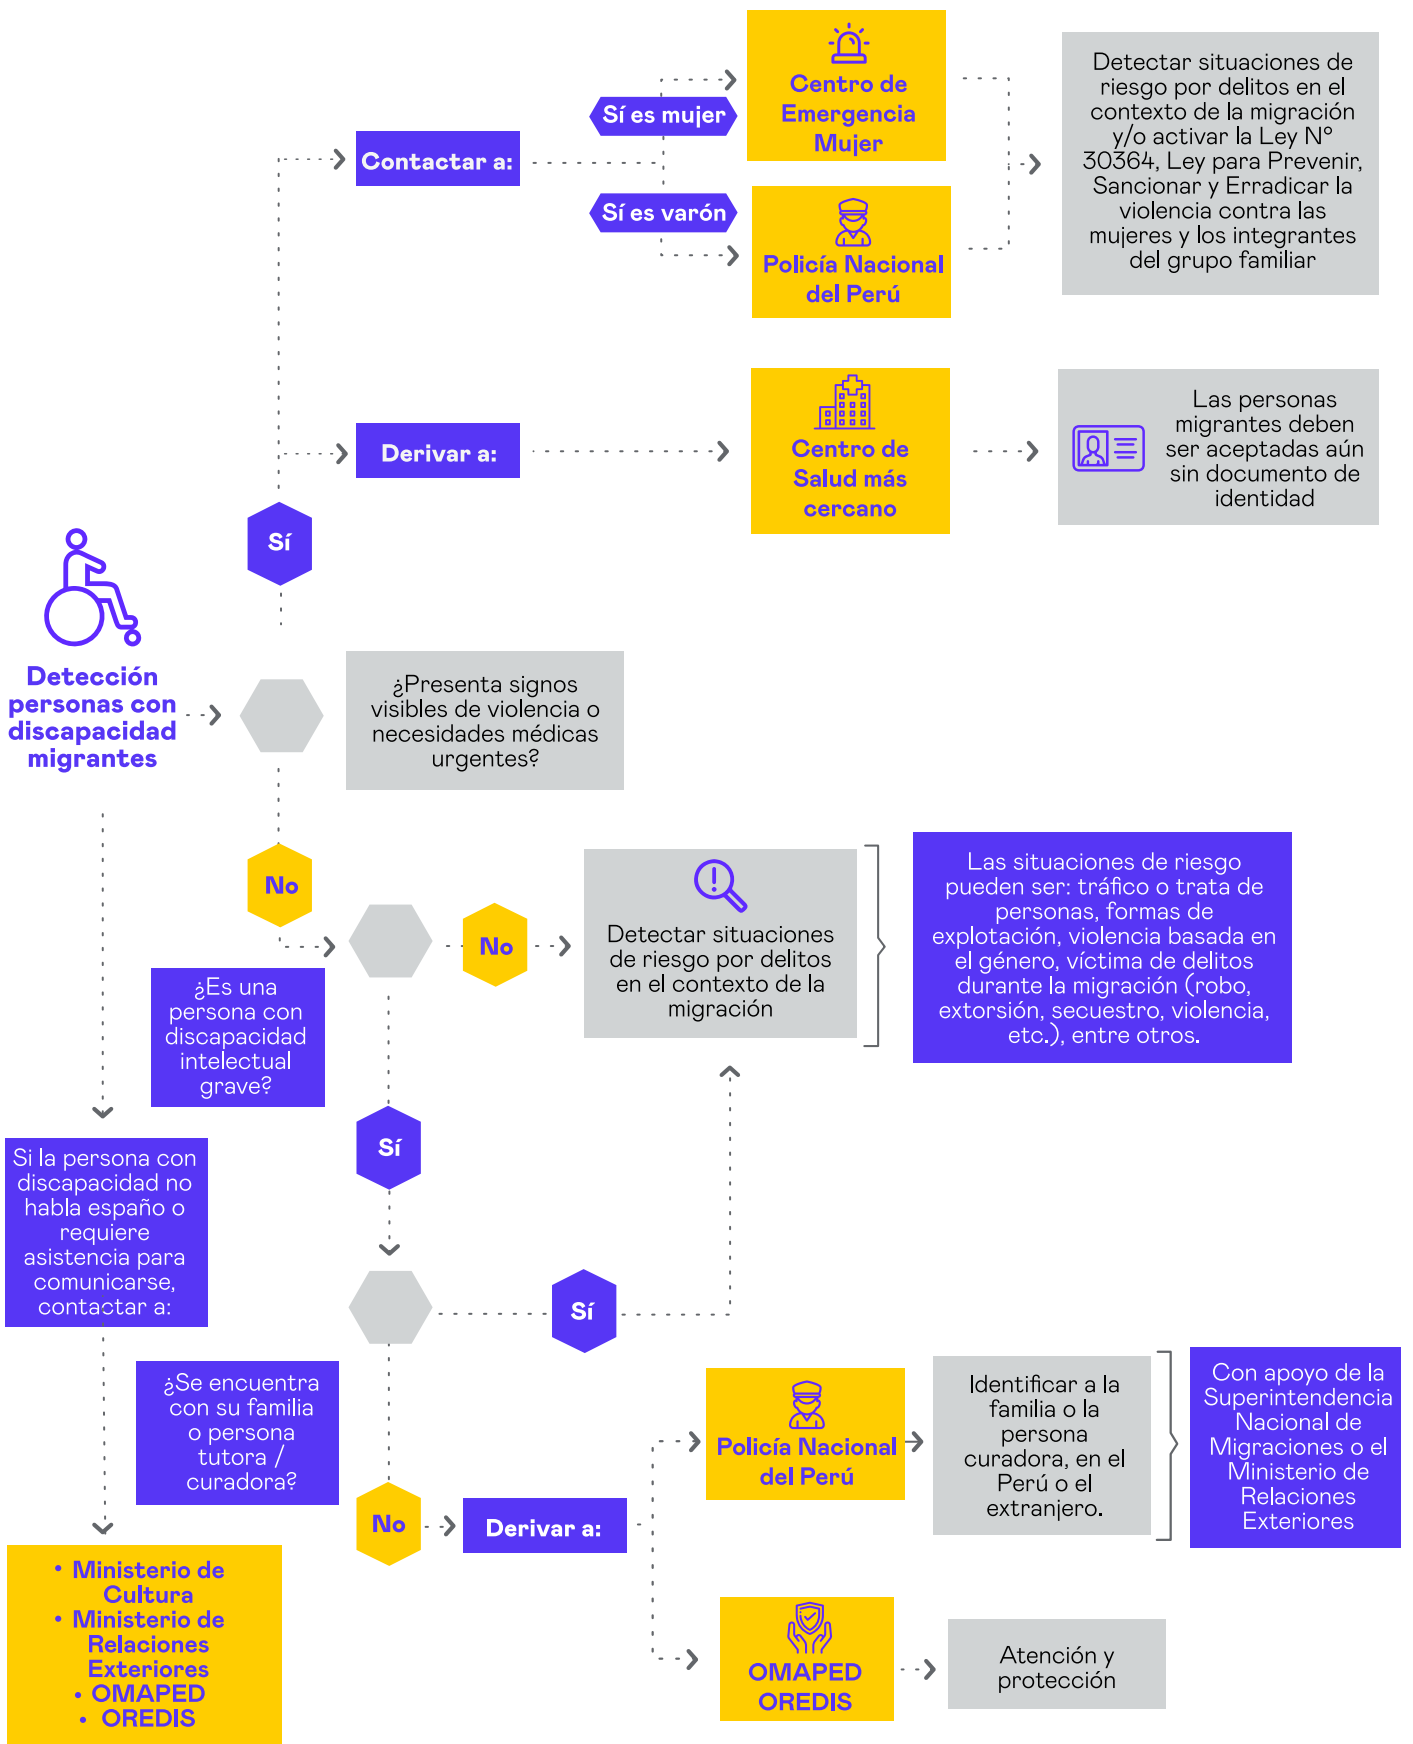 Detección
personas con
discapacidad
migrantes
¿Presenta signos
visibles de violencia o
necesidades médicas
urgentes?
Sí
Contactar a:
Sí es mujer
Centro de
Emergencia
Mujer
Sí es varón
Policía Nacional
del Perú
Detectar situaciones de
riesgo por delitos en el
contexto de la migración
y/o activar la Ley N°
30364, Ley para Prevenir,
Sancionar y Erradicar la
violencia contra las
mujeres y los integrantes
del grupo familiar
Derivar a:
Centro de
Salud más
cercano
Las personas
migrantes deben
ser aceptadas aún
sin documento de
identidad
No
¿Es una
persona con
discapacidad
intelectual
grave?
No
Detectar situaciones
de riesgo por delitos
en el contexto de la
migración
Las situaciones de riesgo
pueden ser: tráfico o trata de
personas, formas de
explotación, violencia basada en
el género, víctima de delitos
durante la migración (robo,
extorsión, secuestro, violencia,
etc.), entre otros.
Sí
¿Se encuentra
con su familia
o persona
tutora /
curadora?
Sí
No
Derivar a:
Policía Nacional
del Perú
Identificar a la
familia o la
persona
curadora, en el
Perú o el
extranjero.
Con apoyo de la
Superintendencia
Nacional de
Migraciones o el
Ministerio de
Relaciones
Exteriores
OMAPED
OREDIS
Atención y
protección
Si la persona con
discapacidad no
habla españo o
requiere
asistencia para
comunicarse,
contactar a:
• Ministerio de
Cultura
• Ministerio de
Relaciones
Exteriores
• OMAPED
• OREDIS